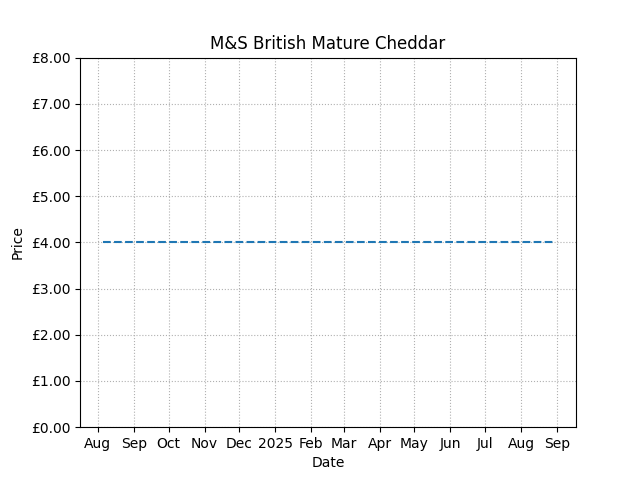 M&S British Mature Cheddar
£8.00
£7.00
£6.00
£5.00
£4.00
£3.00
£2.00
£1.00
£0.00
Price
Aug Sep Oct Nov Dec 2025 Feb Mar Apr May Jun Jul Aug Sep
Date